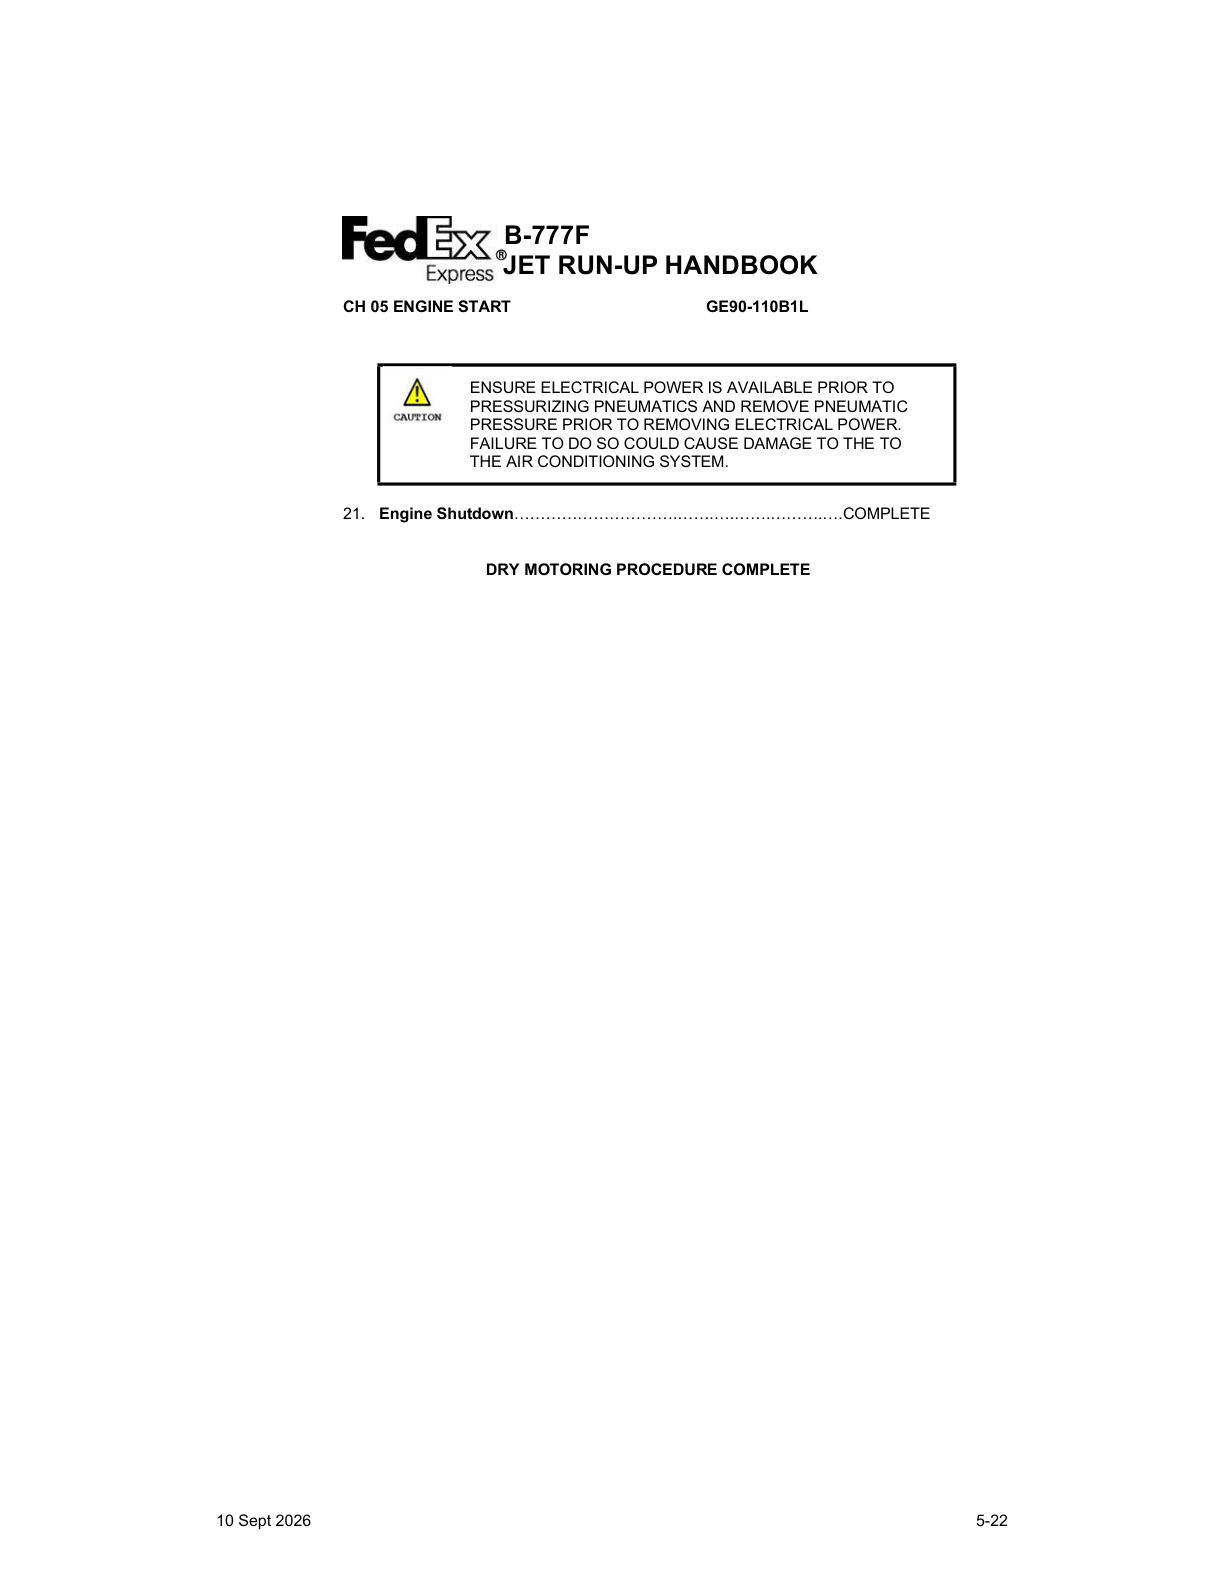 FedEx® B-777F
Express JET RUN-UP HANDBOOK
CH 05 ENGINE START GE90-110B1L
ENSURE ELECTRICAL POWER IS AVAILABLE PRIOR TO
PRESSURIZING PNEUMATICS AND REMOVE PNEUMATIC
CAUTION
PRESSURE PRIOR TO REMOVING ELECTRICAL POWER.
FAILURE TO DO SO COULD CAUSE DAMAGE TO THE TO
THE AIR CONDITIONING SYSTEM.
21. Engine Shutdown……………………………………………………….COMPLETE
DRY MOTORING PROCEDURE COMPLETE
10 Sept 2026 5-22